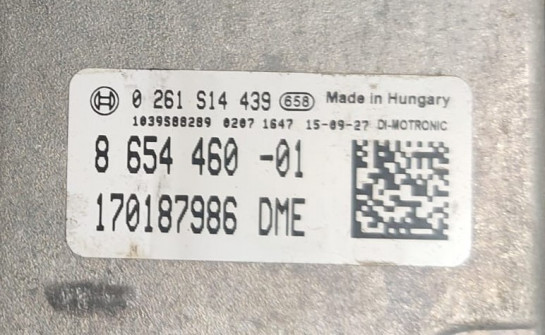 0 261 S14 439 658 Made in Hungary
1039S88289 0207 1647 15-09-27 DI-MOTRONIC
8 654 460 -01
170187986 DME